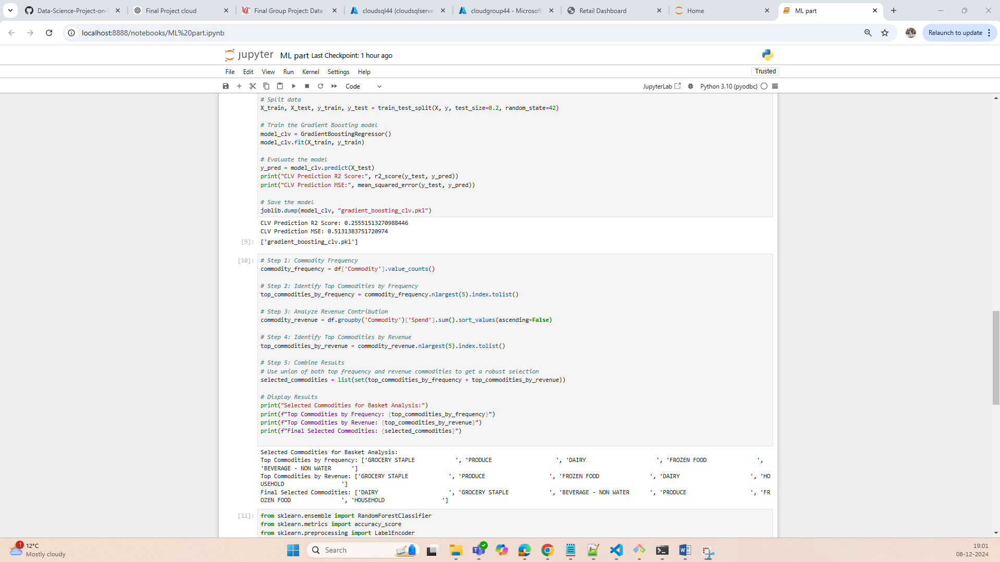 Data-Science-Project-on-
Final Project cloud
Final Group Project: Data
cloudsql44 (cloudsqlserve
cloudgroup44 - Microsoft
Retail Dashboard
Home
ML part
localhost:8888/notebooks/ML%20part.ipynb
Relaunch to update
jupyter ML part Last Checkpoint: 1 hour ago
File Edit View Run Kernel Settings Help
Trusted
Code
JupyterLab
Python 3.10 (pyodbc)
# Split data
X_train, X_test, y_train, y_test = train_test_split(X, y, test_size=0.2, random_state=42)
# Train the Gradient Boosting model
model_clv = GradientBoostingRegressor()
model_clv.fit(X_train, y_train)
# Evaluate the model
y_pred = model_clv.predict(X_test)
print("CLV Prediction R2 Score:", r2_score(y_test, y_pred))
print("CLV Prediction MSE:", mean_squared_error(y_test, y_pred))
# Save the model
joblib.dump(model_clv, "gradient_boosting_clv.pkl")
CLV Prediction R2 Score: 0.25551513270988446
CLV Prediction MSE: 0.5131383751720974
[9]: ['gradient_boosting_clv.pkl']
[10]: # Step 1: Commodity Frequency
commodity_frequency = df['Commodity'].value_counts()
# Step 2: Identify Top Commodities by Frequency
top_commodities_by_frequency = commodity_frequency.nlargest(5).index.tolist()
# Step 3: Analyze Revenue Contribution
commodity_revenue = df.groupby('Commodity')['Spend'].sum().sort_values(ascending=False)
# Step 4: Identify Top Commodities by Revenue
top_commodities_by_revenue = commodity_revenue.nlargest(5).index.tolist()
# Step 5: Combine Results
# Use union of both top frequency and revenue commodities to get a robust selection
selected_commodities = list(set(top_commodities_by_frequency + top_commodities_by_revenue))
# Display Results
print("Selected Commodities for Basket Analysis:")
print(f"Top Commodities by Frequency: {top_commodities_by_frequency}")
print(f"Top Commodities by Revenue: {top_commodities_by_revenue}")
print(f"Final Selected Commodities: {selected_commodities}")
Selected Commodities for Basket Analysis:
Top Commodities by Frequency: ['GROCERY STAPLE            ', 'PRODUCE                   ', 'DAIRY                     ', 'FROZEN FOOD               ',
'BEVERAGE - NON WATER      ']
Top Commodities by Revenue: ['GROCERY STAPLE            ', 'PRODUCE                   ', 'FROZEN FOOD               ', 'DAIRY                     ', 'HO
USEHOLD                 ']
Final Selected Commodities: ['DAIRY                     ', 'GROCERY STAPLE            ', 'BEVERAGE - NON WATER      ', 'PRODUCE                   ', 'FR
OZEN FOOD               ', 'HOUSEHOLD                 ']
[11]: from sklearn.ensemble import RandomForestClassifier
from sklearn.metrics import accuracy_score
from sklearn.preprocessing import LabelEncoder
1
12°C
Mostly cloudy
Search
19:01
08-12-2024